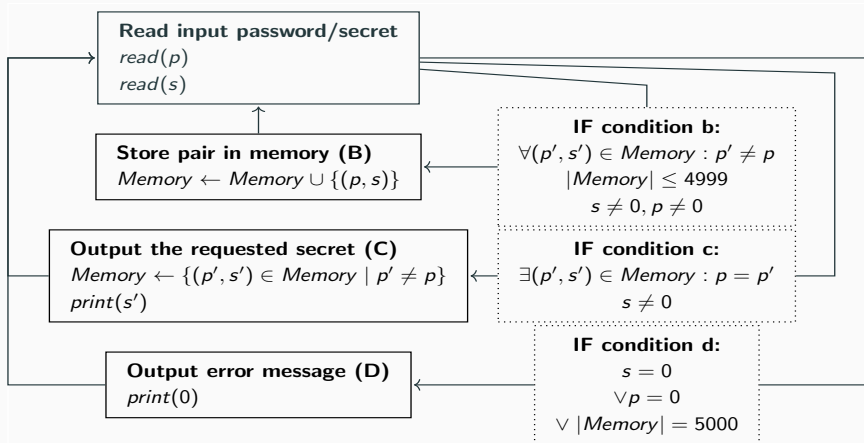 Read input password/secret
read(p)
read(s)
IF condition b:
∀(p′, s′) ∈ Memory : p′ ≠ p
|Memory| ≤ 4999
s ≠ 0, p ≠ 0
Store pair in memory (B)
Memory ← Memory ∪ {(p, s)}
IF condition c:
∃(p′, s′) ∈ Memory : p = p′
s ≠ 0
Output the requested secret (C)
Memory ← {(p′, s′) ∈ Memory | p′ ≠ p}
print(s′)
IF condition d:
s = 0
∨p = 0
∨ |Memory| = 5000
Output error message (D)
print(0)